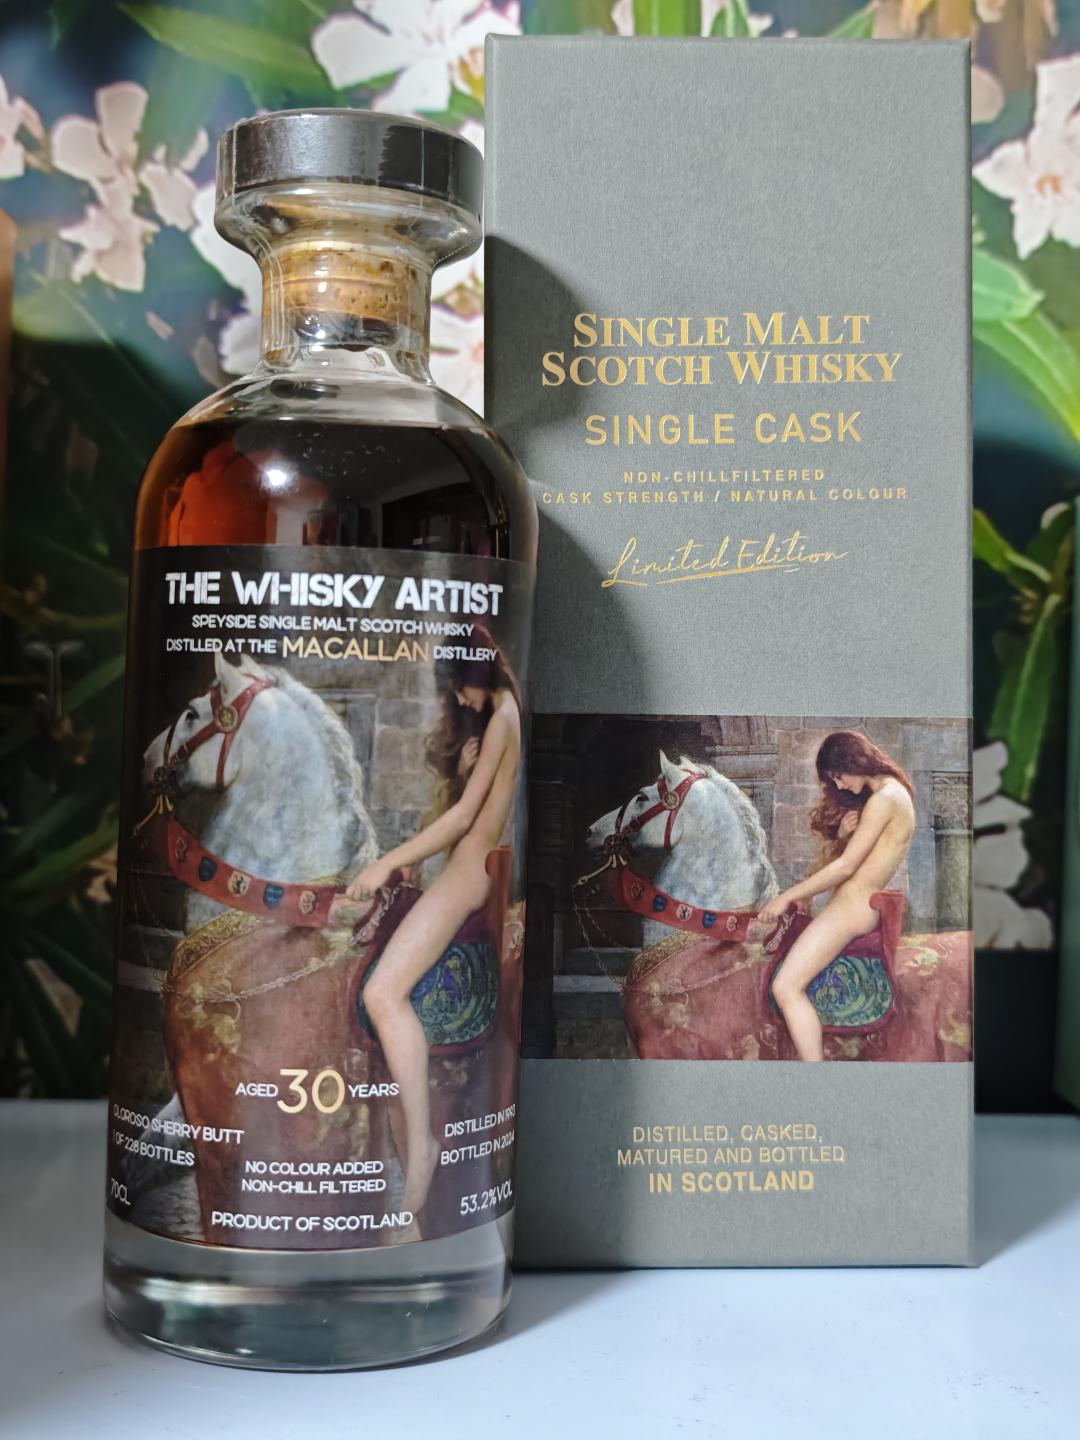 THE WHISKY ARTIST
SPEYSIDE SINGLE MALT SCOTCH WHISKY
DISTILLED AT THE MACALLAN DISTILLERY
AGED 30 YEARS
OLOROSO SHERRY BUTT
1 OF 228 BOTTLES
70CL
NO COLOUR ADDED
NON-CHILL FILTERED
PRODUCT OF SCOTLAND
DISTILLED IN 1993
BOTTLED IN 2024
53.2%VOL
SINGLE MALT
SCOTCH WHISKY
SINGLE CASK
NON-CHILLFILTERED
CASK STRENGTH / NATURAL COLOUR
Limited Edition
DISTILLED, CASKED,
MATURED AND BOTTLED
IN SCOTLAND